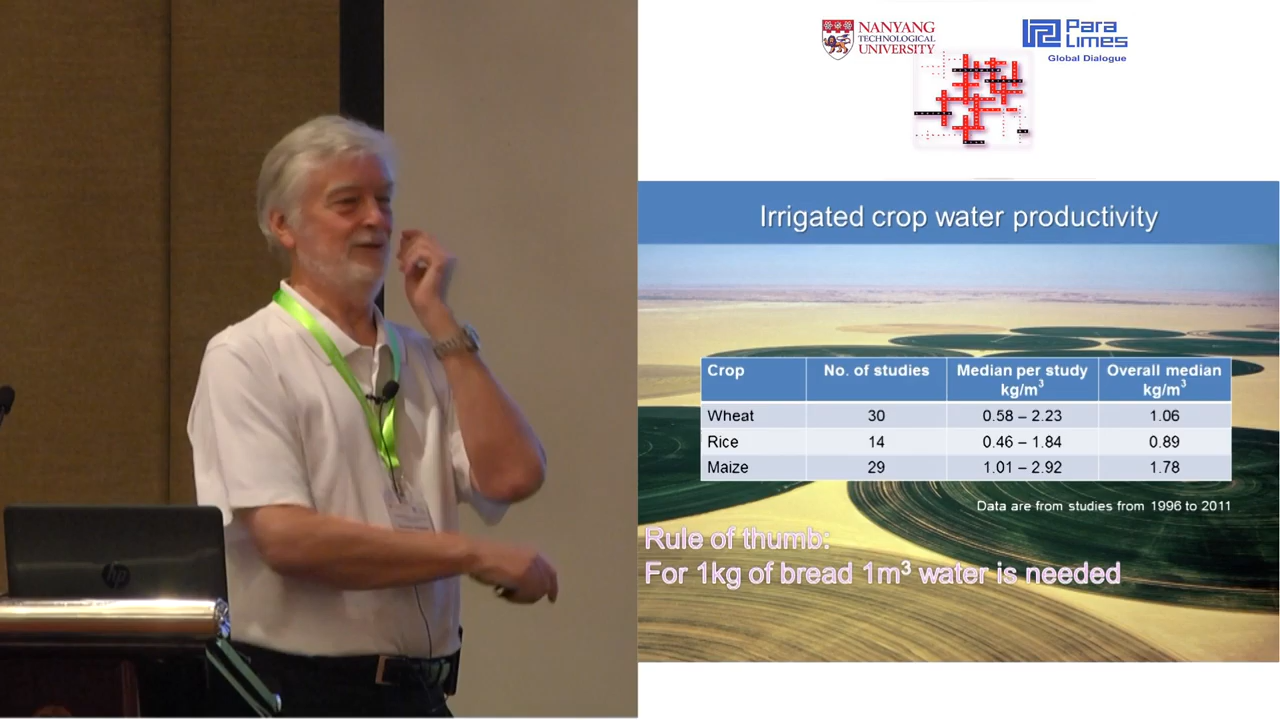 NANYANG
TECHNOLOGICAL
UNIVERSITY
Para
Limes
Global Dialogue
Irrigated crop water productivity
Crop No. of studies Median per study kg/m³ Overall median kg/m³
Wheat 30 0.58 – 2.23 1.06
Rice 14 0.46 – 1.84 0.89
Maize 29 1.01 – 2.92 1.78
Data are from studies from 1996 to 2011
Rule of thumb:
For 1kg of bread 1m³ water is needed
hp